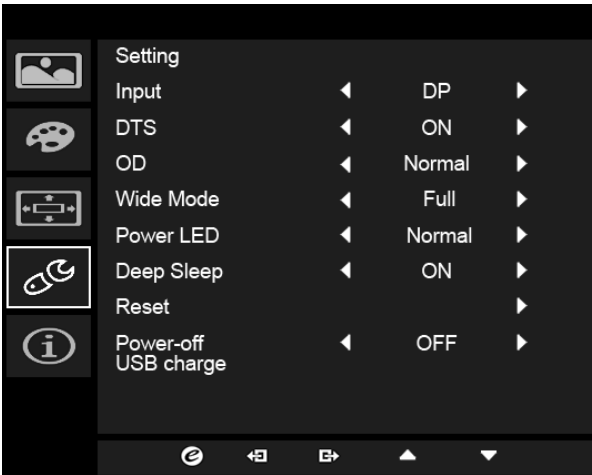 Setting
Input DP
DTS ON
OD Normal
Wide Mode Full
Power LED Normal
Deep Sleep ON
Reset
Power-off OFF
USB charge